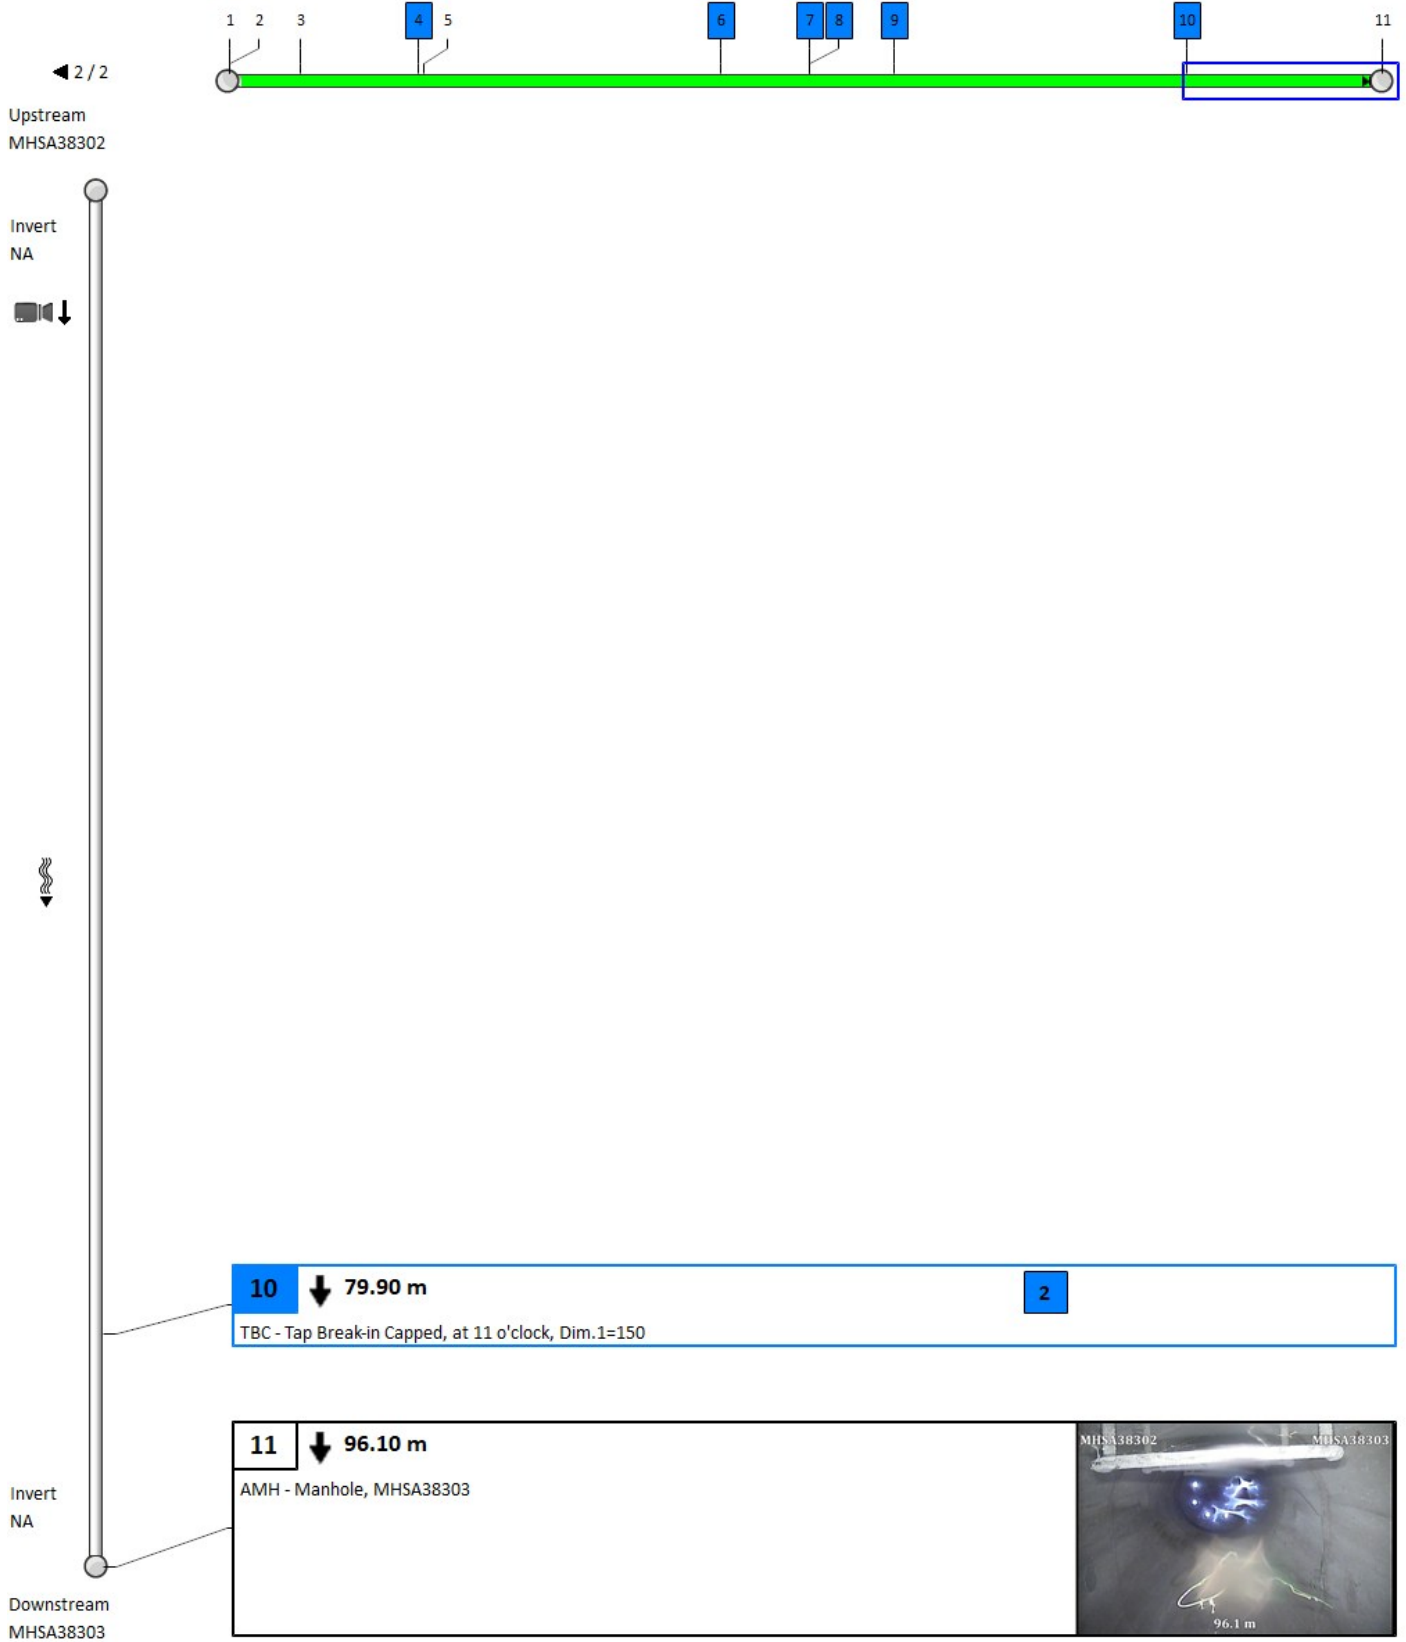 1 2 3 4 5 6 7 8 9 10 11
2 / 2
Upstream
MHSA38302
Invert
NA
10 79.90 m 2
TBC - Tap Break-in Capped, at 11 o'clock, Dim.1=150
11 96.10 m
AMH - Manhole, MHSA38303
MHSA38302 MHSA38303
96.1 m
Invert
NA
Downstream
MHSA38303